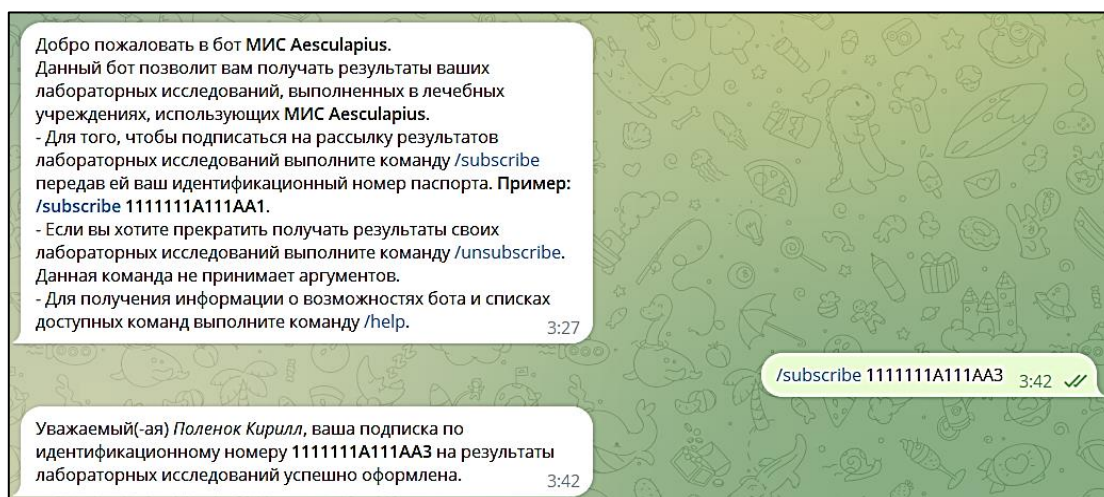 Добро пожаловать в бот МИС Aesculapius.
Данный бот позволит вам получать результаты ваших
лабораторных исследований, выполненных в лечебных
учреждениях, использующих МИС Aesculapius.
- Для того, чтобы подписаться на рассылку результатов
лабораторных исследований выполните команду /subscribe
передав ей ваш идентификационный номер паспорта. Пример:
/subscribe 1111111A111AA1.
- Если вы хотите прекратить получать результаты своих
лабораторных исследований выполните команду /unsubscribe.
Данная команда не принимает аргументов.
- Для получения информации о возможностях бота и списках
доступных команд выполните команду /help.
3:27
/subscribe 1111111A111AA3 3:42
Уважаемый(-ая) Поленок Кирилл, ваша подписка по
идентификационному номеру 1111111A111AA3 на результаты
лабораторных исследований успешно оформлена.
3:42